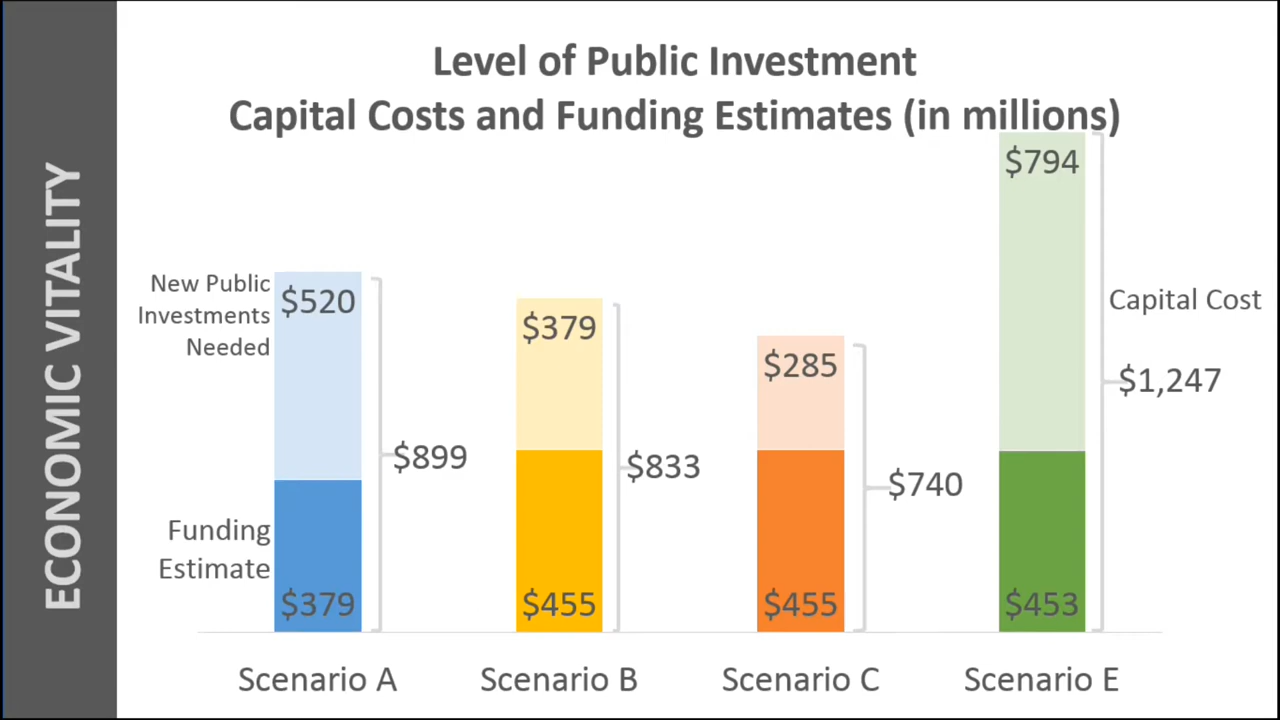 ECONOMIC VITALITY
Level of Public Investment
Capital Costs and Funding Estimates (in millions)
New Public
Investments
Needed
Funding
Estimate
$520
$379
$899
$379
$455
$833
$285
$455
$740
$794
$453
Capital Cost
$1,247
Scenario A
Scenario B
Scenario C
Scenario E